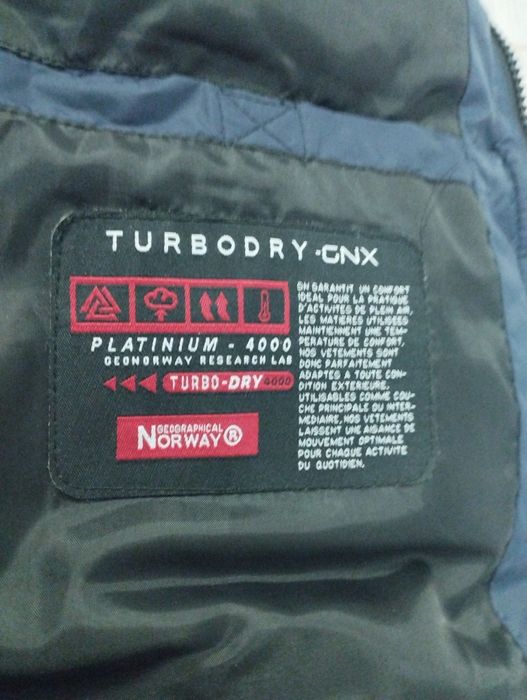 TURBODRY-GNX
PLATINIUM - 4000
GEONORWAY RESEARCH LAB
TURBO-DRY 4000
GEOGRAPHICAL
NORWAY®
ON GARANTIT UN CONFORT
IDEAL POUR LA PRATIQUE
D'ACTIVITES DE PLEIN AIR.
LES MATIERES UTILISEES
MAINTIENNENT UNE TEM-
PERATURE DE CONFORT.
NOS VETEMENTS SONT
DONC PARFAITEMENT
ADAPTES A TOUTE CON-
DITION EXTERIEURE.
UTILISABLES COMME COU-
CHE PRINCIPALE OU INTER-
MEDIAIRE, NOS VETEMENTS
LAISSENT UNE AISANCE DE
MOUVEMENT OPTIMALE
POUR CHAQUE ACTIVITE
DU QUOTIDIEN.